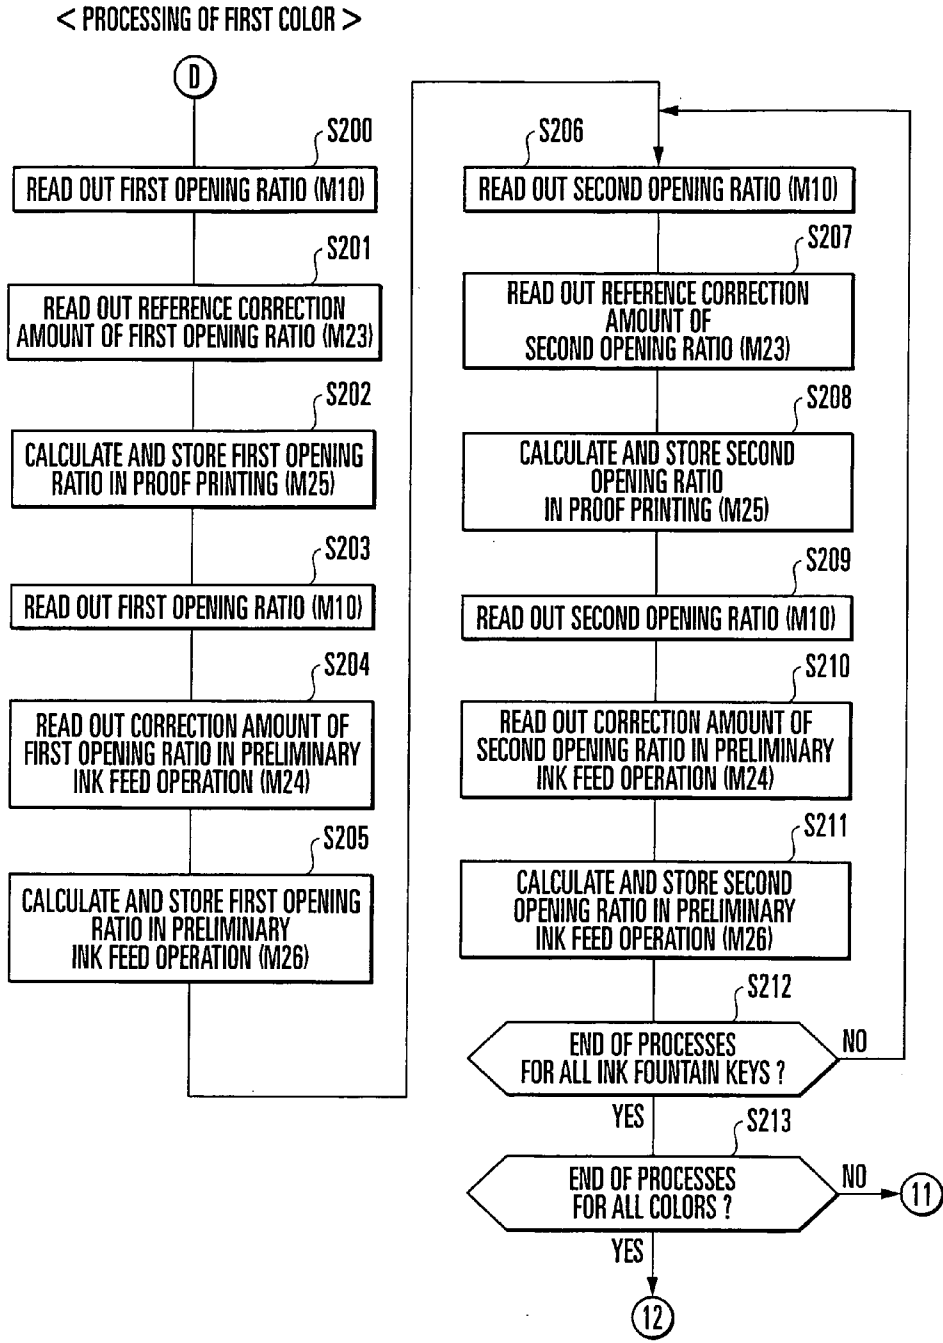 < PROCESSING OF FIRST COLOR >
D
S200
READ OUT FIRST OPENING RATIO (M10)
S201
READ OUT REFERENCE CORRECTION
AMOUNT OF FIRST OPENING RATIO (M23)
S202
CALCULATE AND STORE FIRST OPENING
RATIO IN PROOF PRINTING (M25)
S203
READ OUT FIRST OPENING RATIO (M10)
S204
READ OUT CORRECTION AMOUNT OF
FIRST OPENING RATIO IN PRELIMINARY
INK FEED OPERATION (M24)
S205
CALCULATE AND STORE FIRST OPENING
RATIO IN PRELIMINARY
INK FEED OPERATION (M26)
S206
READ OUT SECOND OPENING RATIO (M10)
S207
READ OUT REFERENCE CORRECTION
AMOUNT OF
SECOND OPENING RATIO (M23)
S208
CALCULATE AND STORE SECOND
OPENING RATIO
IN PROOF PRINTING (M25)
S209
READ OUT SECOND OPENING RATIO (M10)
S210
READ OUT CORRECTION AMOUNT OF
SECOND OPENING RATIO IN PRELIMINARY
INK FEED OPERATION (M24)
S211
CALCULATE AND STORE SECOND
OPENING RATIO IN PRELIMINARY
INK FEED OPERATION (M26)
S212
END OF PROCESSES
FOR ALL INK FOUNTAIN KEYS ?
NO
YES
S213
END OF PROCESSES
FOR ALL COLORS ?
NO
11
YES
12